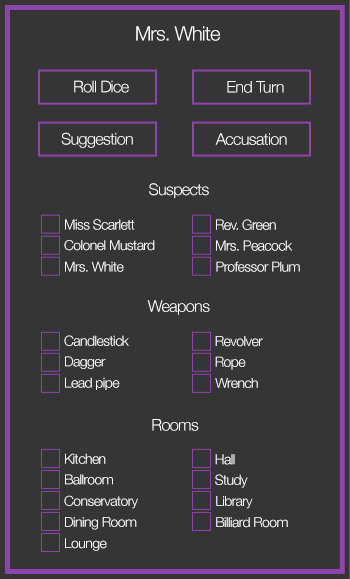 Mrs. White
Roll Dice
End Turn
Suggestion
Accusation
Suspects
Miss Scarlett
Rev. Green
Colonel Mustard
Mrs. Peacock
Mrs. White
Professor Plum
Weapons
Candlestick
Revolver
Dagger
Rope
Lead pipe
Wrench
Rooms
Kitchen
Hall
Ballroom
Study
Conservatory
Library
Dining Room
Billiard Room
Lounge